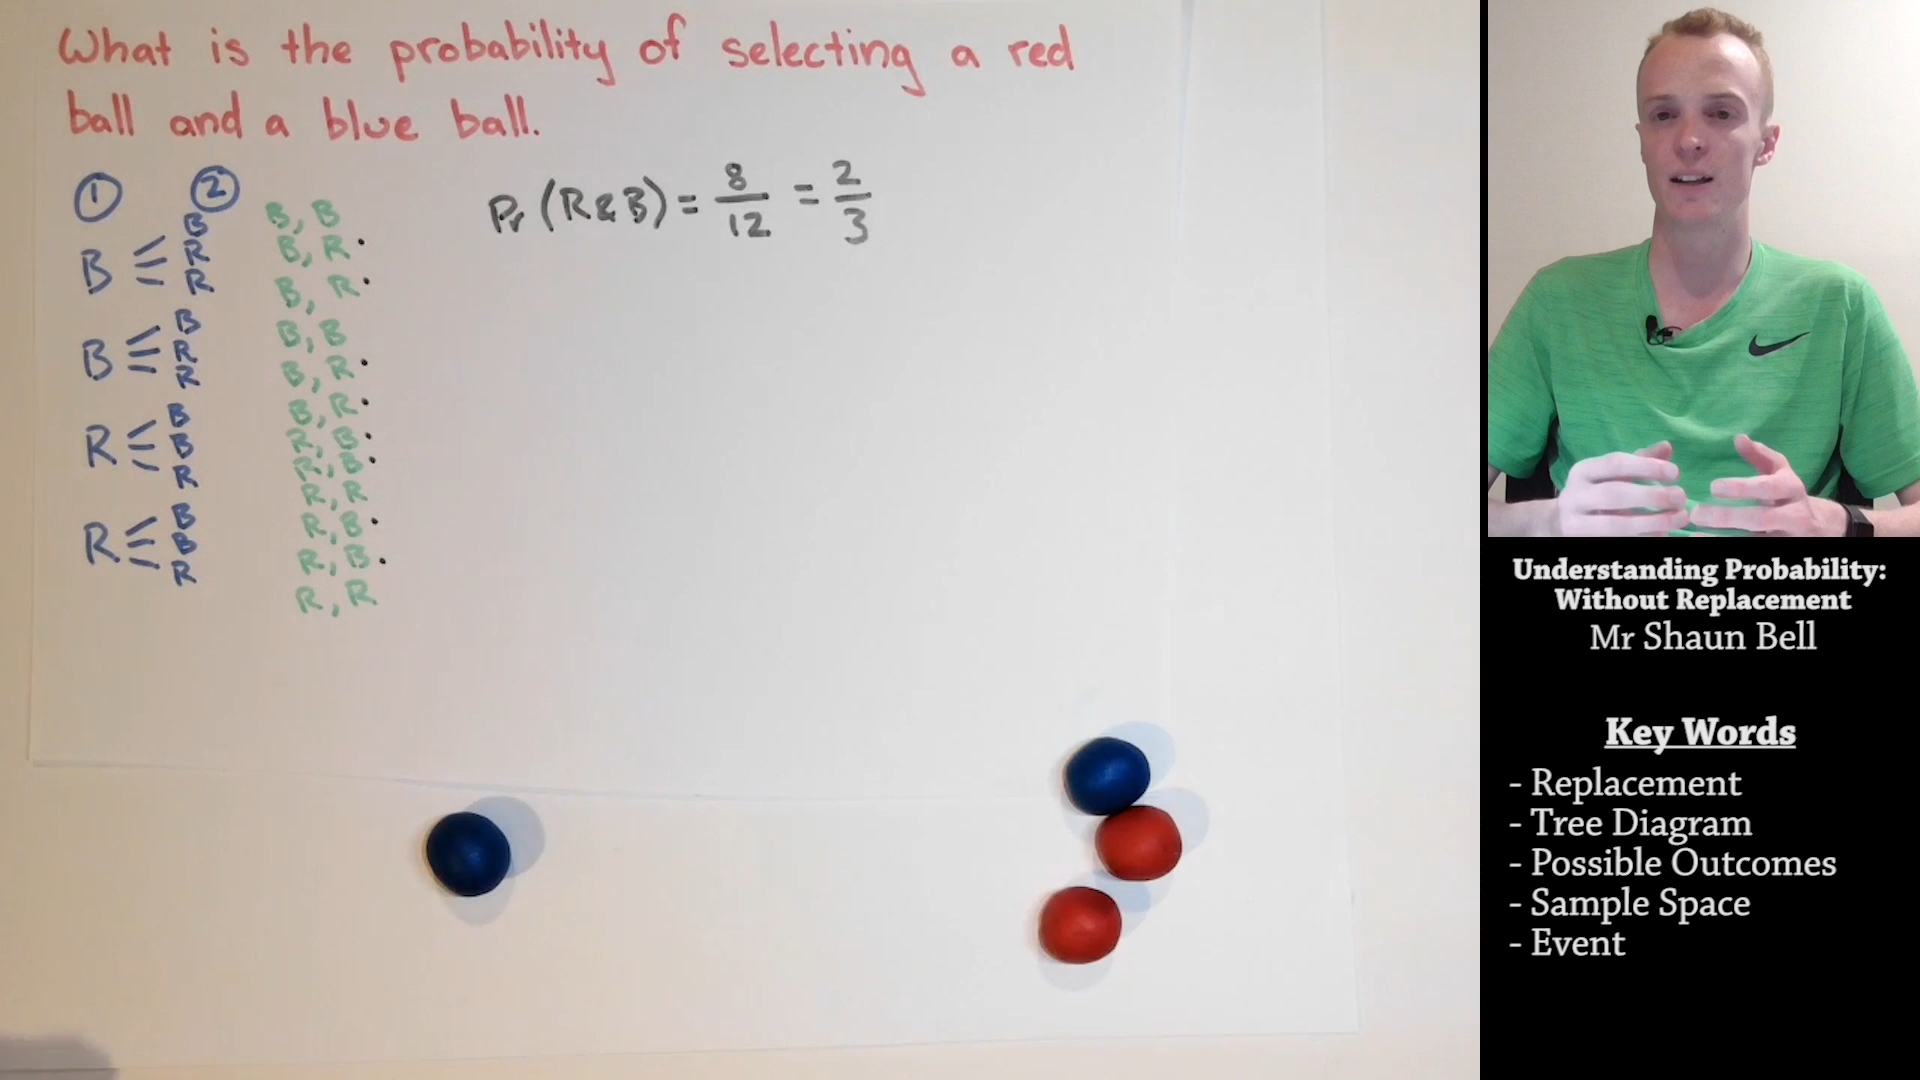 What is the probability of selecting a red
ball and a blue ball.
1 2
B B R R
B B R R
R B B R
R B B R
B, B
B, R.
B, R.
B, B
B, R.
B, R.
R, B.
R, B.
R, R
R, B.
R, B.
R, R
Pr (R & B) = 8/12 = 2/3
Understanding Probability:
Without Replacement
Mr Shaun Bell
Key Words
- Replacement
- Tree Diagram
- Possible Outcomes
- Sample Space
- Event